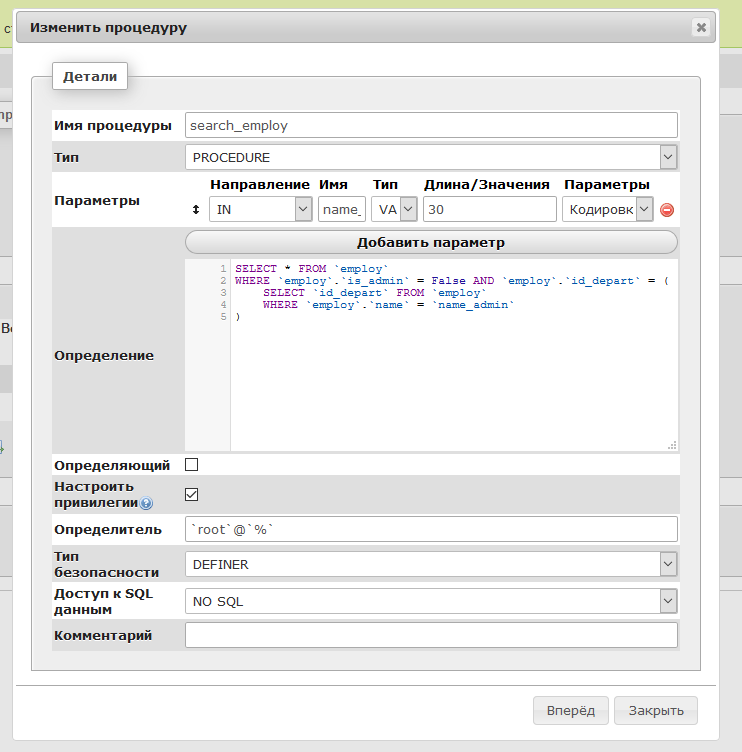 Изменить процедуру
Детали
Имя процедуры search_employ
Тип PROCEDURE
Параметры
Направление Имя Тип Длина/Значения Параметры
IN name_ VA 30 Кодировк
Добавить параметр
Определение
1 SELECT * FROM `employ`
2 WHERE `employ`.`is_admin` = False AND `employ`.`id_depart` = (
3 SELECT `id_depart` FROM `employ`
4 WHERE `employ`.`name` = `name_admin`
5 )
Определяющий
Настроить
привилегии
Определитель `root`@`%`
Тип
безопасности DEFINER
Доступ к SQL
данным NO SQL
Комментарий
Вперёд Закрыть